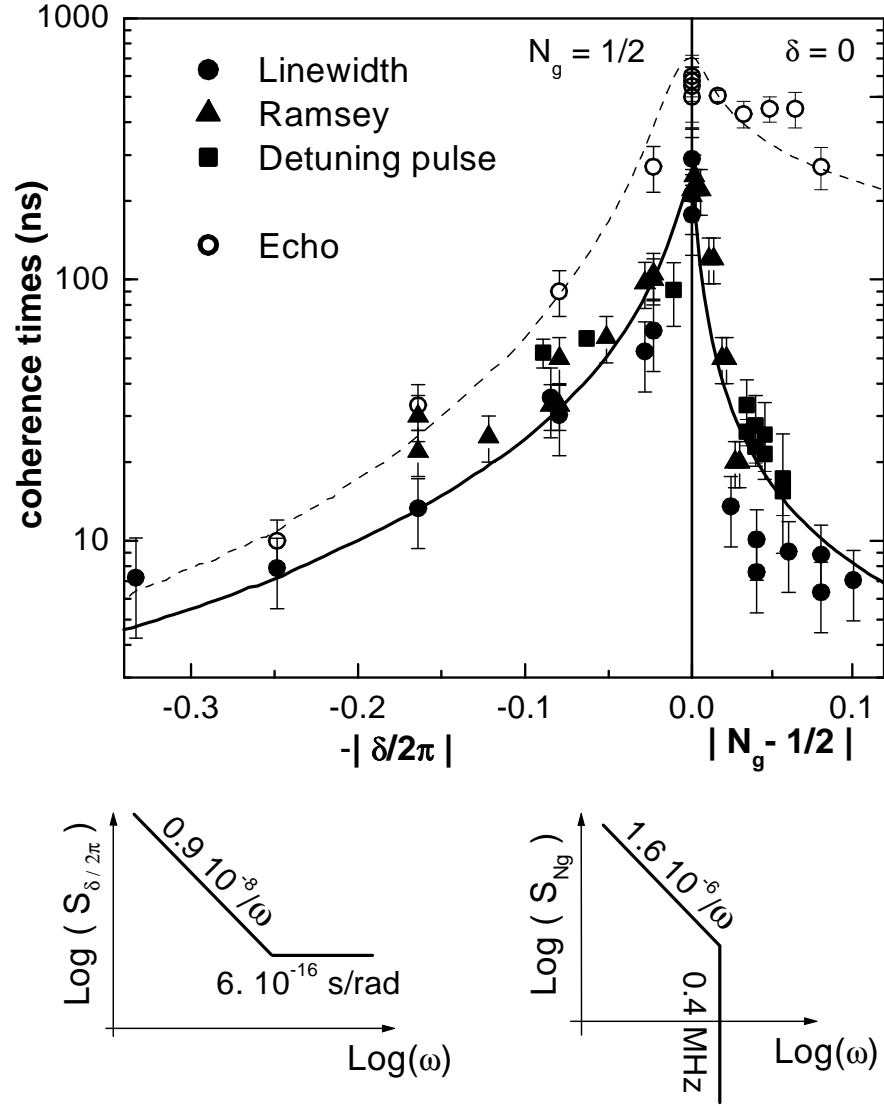 1000
N_g = 1/2
δ = 0
Linewidth
Ramsey
Detuning pulse
Echo
coherence times (ns)
100
10
-0.3
-0.2
-0.1
0.0
0.1
-| δ/2π |
| N_g - 1/2 |
Log ( S_δ / 2π )
0.9 10^-8/ω
6. 10^-16 s/rad
Log(ω)
Log ( S_Ng )
1.6 10^-6/ω
0.4 MHz
Log(ω)